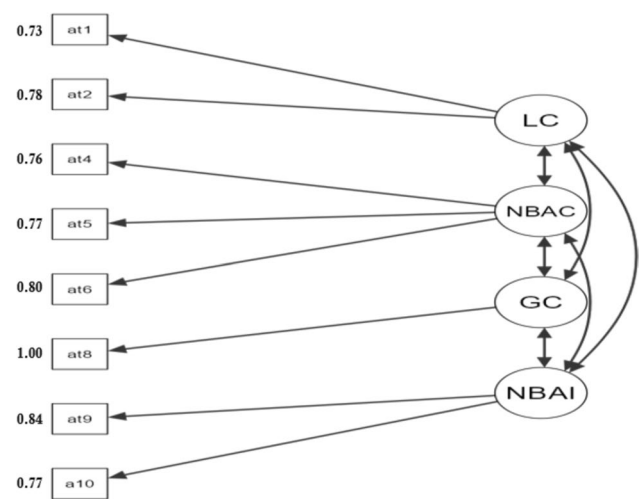 0.73 at1
0.78 at2
LC
0.76 at4
NBAC
0.77 at5
0.80 at6
GC
1.00 at8
NBAI
0.84 at9
0.77 a10